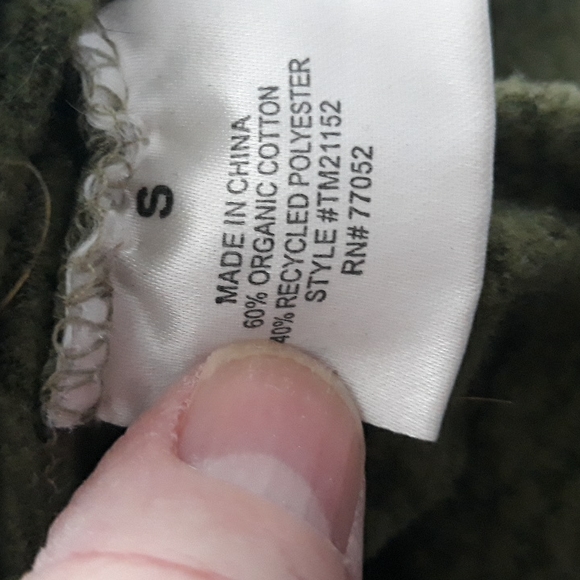 S
MADE IN CHINA
60% ORGANIC COTTON
40% RECYCLED POLYESTER
STYLE #TM21152
RN# 77052